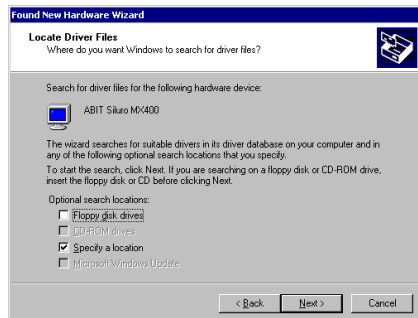 Found New Hardware Wizard
Locate Driver Files
Where do you want Windows to search for driver files?
Search for driver files for the following hardware device:
ABIT Siluro MX400
The wizard searches for suitable drivers in its driver database on your computer and in
any of the following optional search locations that you specify.
To start the search, click Next. If you are searching on a floppy disk or CD-ROM drive,
insert the floppy disk or CD before clicking Next.
Optional search locations:
Floppy disk drives
CD-ROM drives
Specify a location
Microsoft Windows Update
< Back Next > Cancel